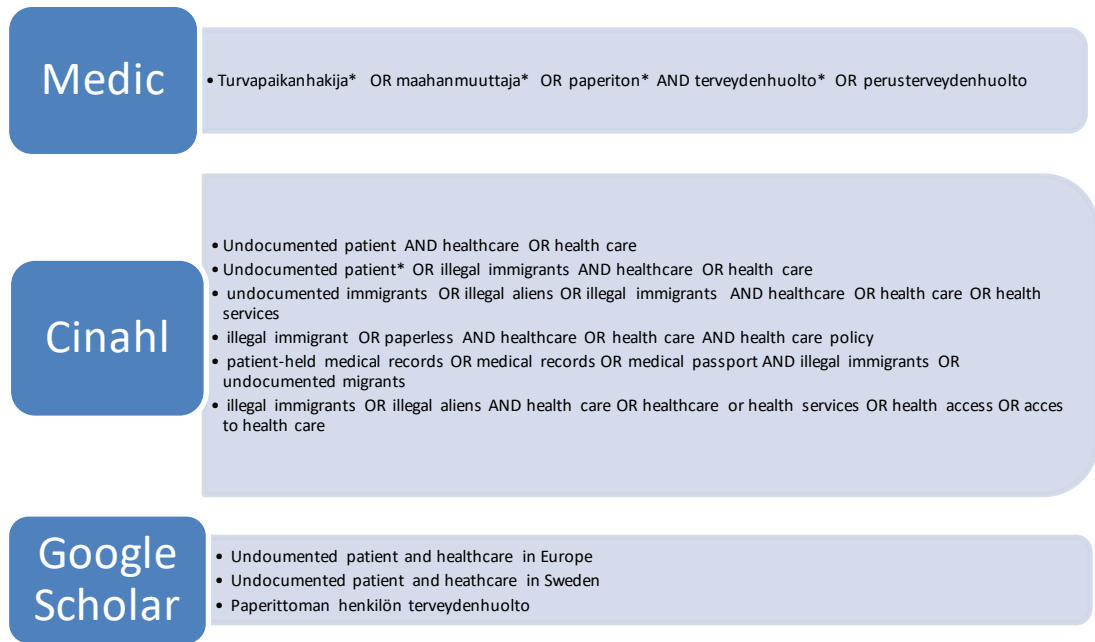 Medic
• Turvapaikanhakija* OR maahanmuuttaja* OR paperiton* AND terveydenhuolto* OR perusterveydenhuolto
Cinahl
• Undocumented patient AND healthcare OR health care
• Undocumented patient* OR illegal immigrants AND healthcare OR health care
• undocumented immigrants OR illegal aliens OR illegal immigrants AND healthcare OR health care OR health
services
• illegal immigrant OR paperless AND healthcare OR health care AND health care policy
• patient-held medical records OR medical records OR medical passport AND illegal immigrants OR
undocumented migrants
• illegal immigrants OR illegal aliens AND health care OR healthcare or health services OR health access OR acces
to health care
Google
Scholar
• Undoumented patient and healthcare in Europe
• Undocumented patient and heathcare in Sweden
• Paperittoman henkilön terveydenhuolto